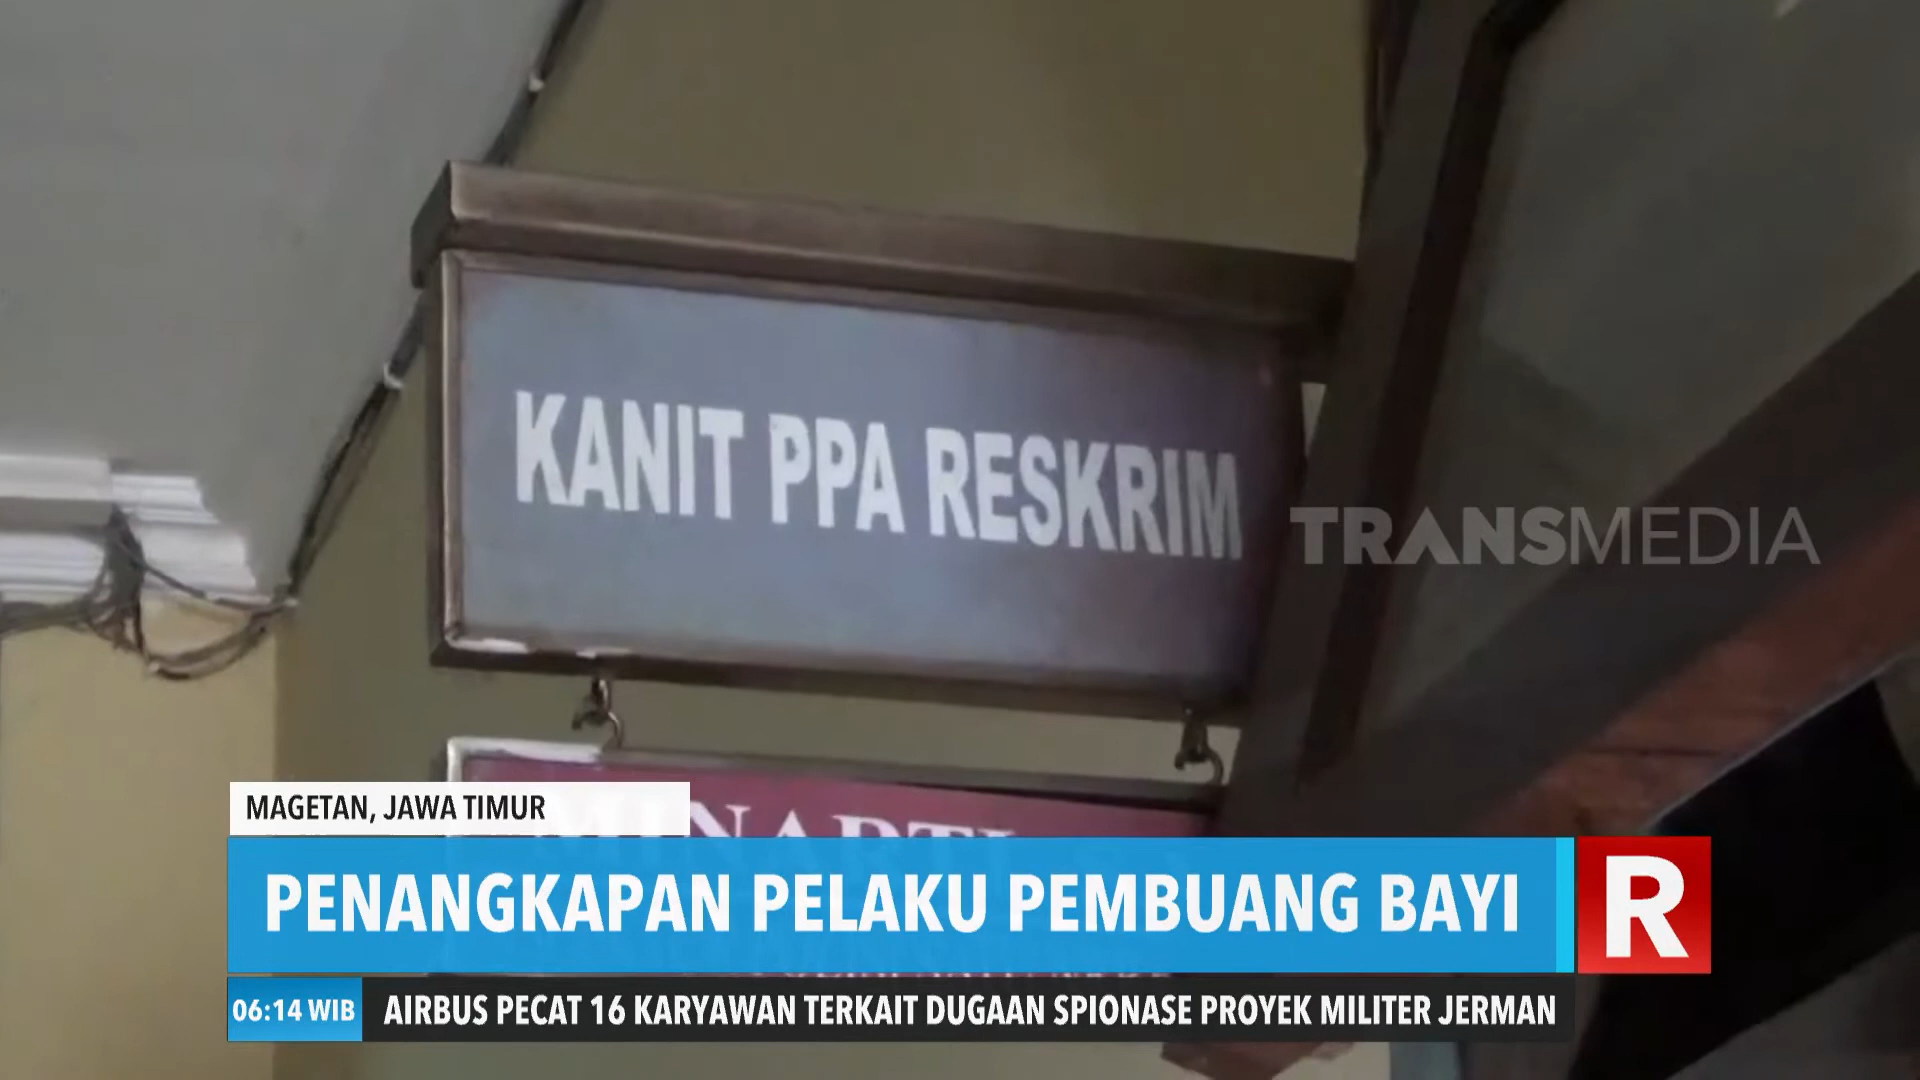 KANIT PPA RESKRIM
TRANSMEDIA
MAGETAN, JAWA TIMUR
PENANGKAPAN PELAKU PEMBUANG BAYI
R
06:14 WIB
AIRBUS PECAT 16 KARYAWAN TERKAIT DUGAAN SPIONASE PROYEK MILITER JERMAN